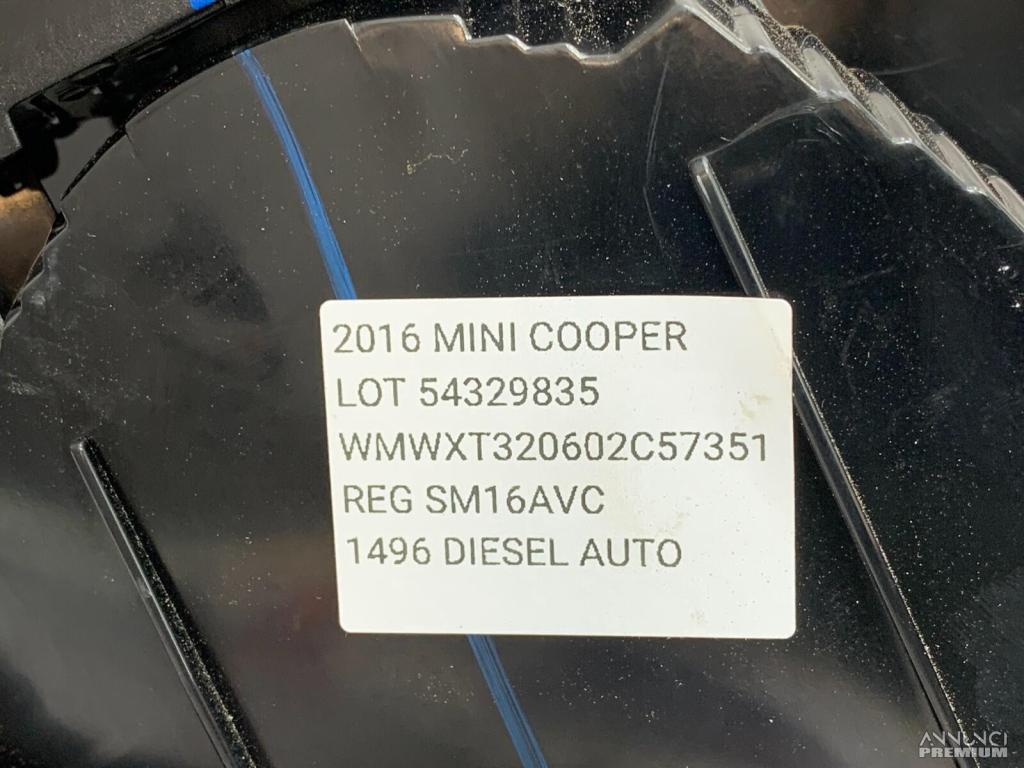 2016 MINI COOPER
LOT 54329835
WMWXT320602C57351
REG SM16AVC
1496 DIESEL AUTO
ANNUNCI
PREMIUM